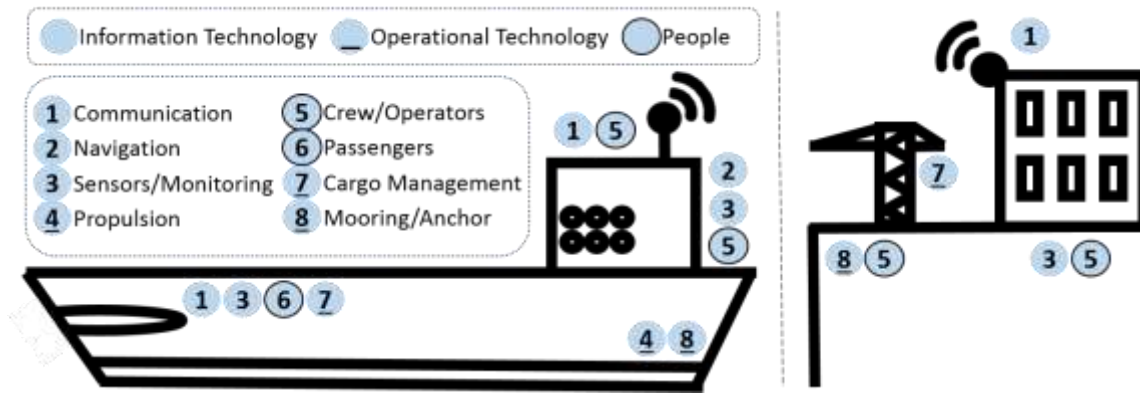 Information Technology Operational Technology People
1 Communication 5 Crew/Operators
2 Navigation 6 Passengers
3 Sensors/Monitoring 7 Cargo Management
4 Propulsion 8 Mooring/Anchor
1 5
2
3
5
1 3 6 7
4 8
1
7
8 5
3 5